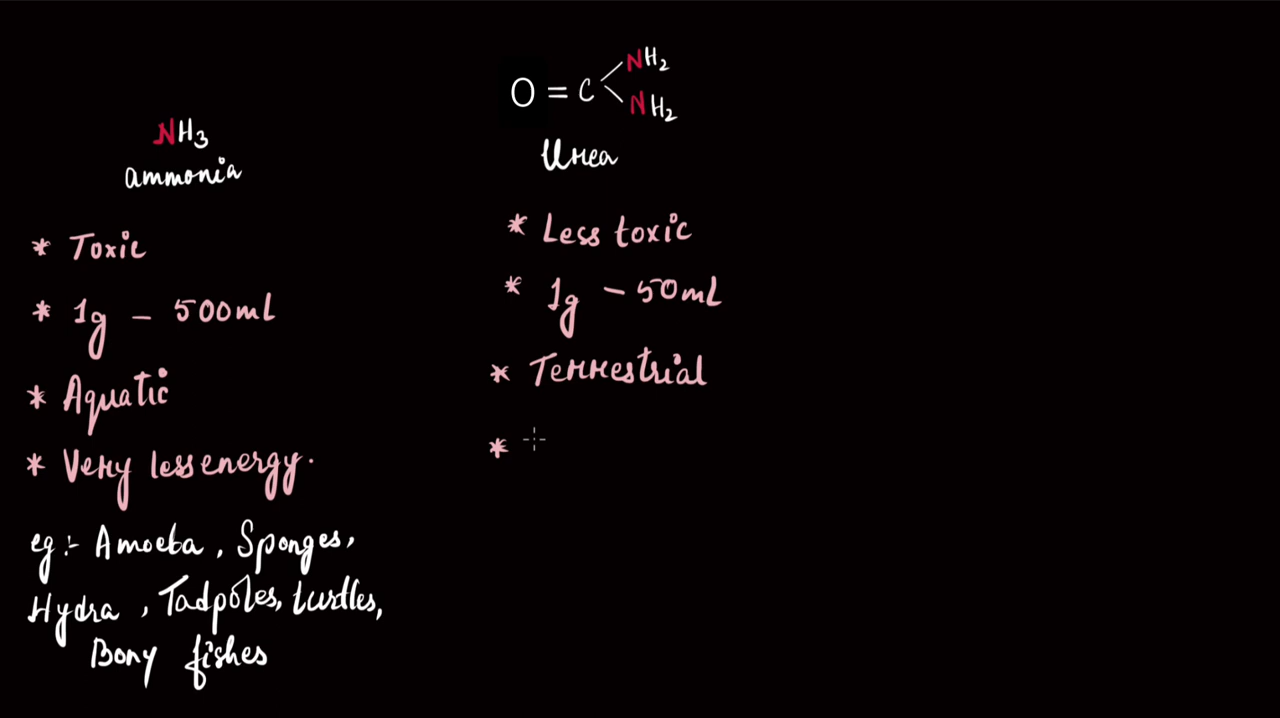 NH3
ammonia
* Toxic
* 1g - 500ml
* Aquatic
* Very less energy.
eg:- Amoeba, Sponges,
Hydra, Tadpoles, turtles,
Bony fishes
O = C
NH2
NH2
Urea
* Less toxic
* 1g - 50ml
* Terrestrial
*